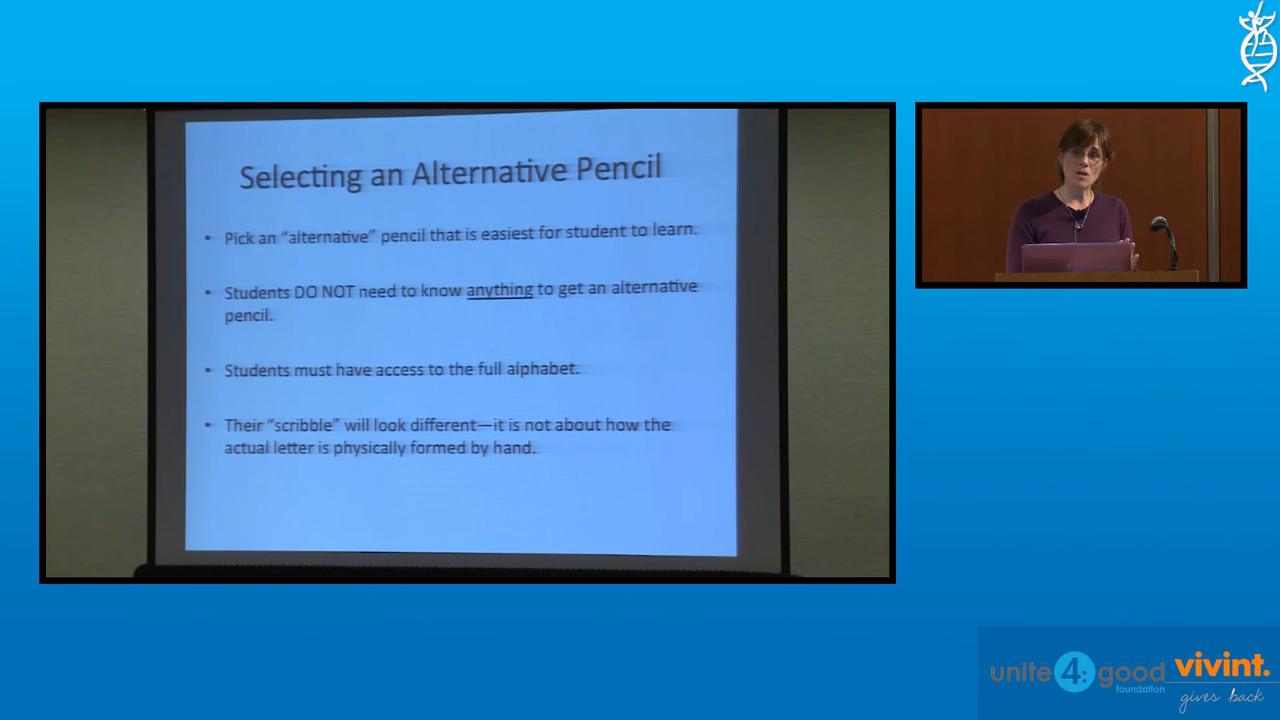 Selecting an Alternative Pencil
• Pick an “alternative” pencil that is easiest for student to learn.
• Students DO NOT need to know anything to get an alternative
pencil.
• Students must have access to the full alphabet.
• Their “scribble” will look different—it is not about how the
actual letter is physically formed by hand.
unite 4: good
foundation
vivint.
gives back